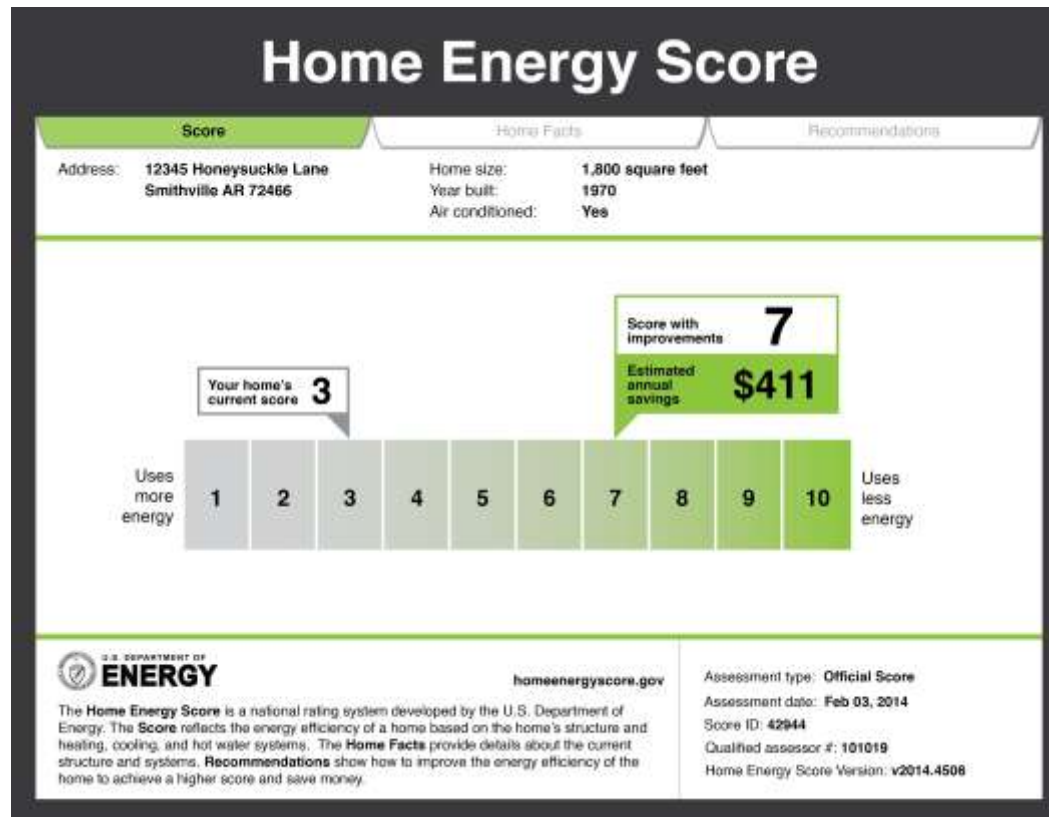 Home Energy Score
Score
Home Facts
Recommendations
Address: 12345 Honeysuckle Lane
Smithville AR 72466
Home size: 1,800 square feet
Year built: 1970
Air conditioned: Yes
Score with improvements 7
Estimated annual savings $411
Your home's current score 3
Uses more energy
1 2 3 4 5 6 7 8 9 10
Uses less energy
U.S. DEPARTMENT OF
ENERGY
homeenergyscore.gov
The Home Energy Score is a national rating system developed by the U.S. Department of
Energy. The Score reflects the energy efficiency of a home based on the home's structure and
heating, cooling, and hot water systems. The Home Facts provide details about the current
structure and systems. Recommendations show how to improve the energy efficiency of the
home to achieve a higher score and save money.
Assessment type: Official Score
Assessment date: Feb 03, 2014
Score ID: 42944
Qualified assessor #: 101019
Home Energy Score Version: v2014.4506